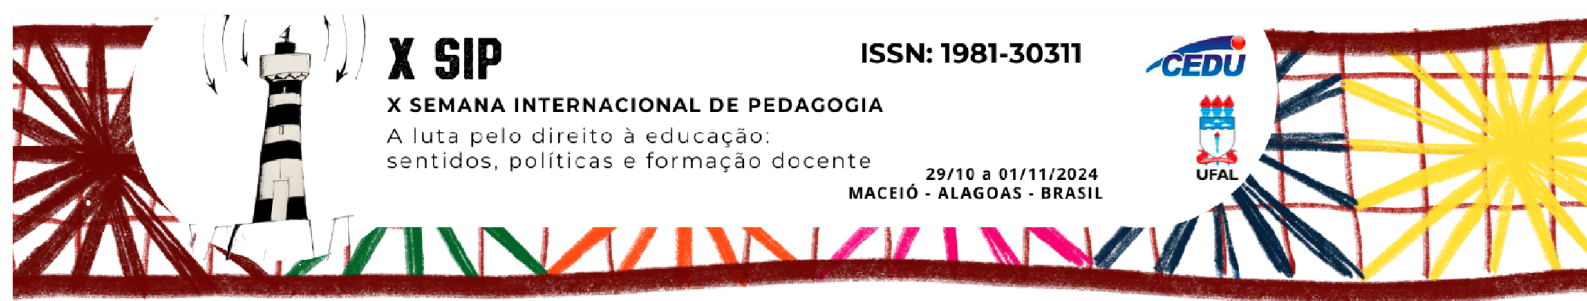 X SIP
ISSN: 1981-30311
CEDU
X SEMANA INTERNACIONAL DE PEDAGOGIA
A luta pelo direito à educação:
sentidos, políticas e formação docente
29/10 a 01/11/2024
MACEIÓ - ALAGOAS - BRASIL
UFAL